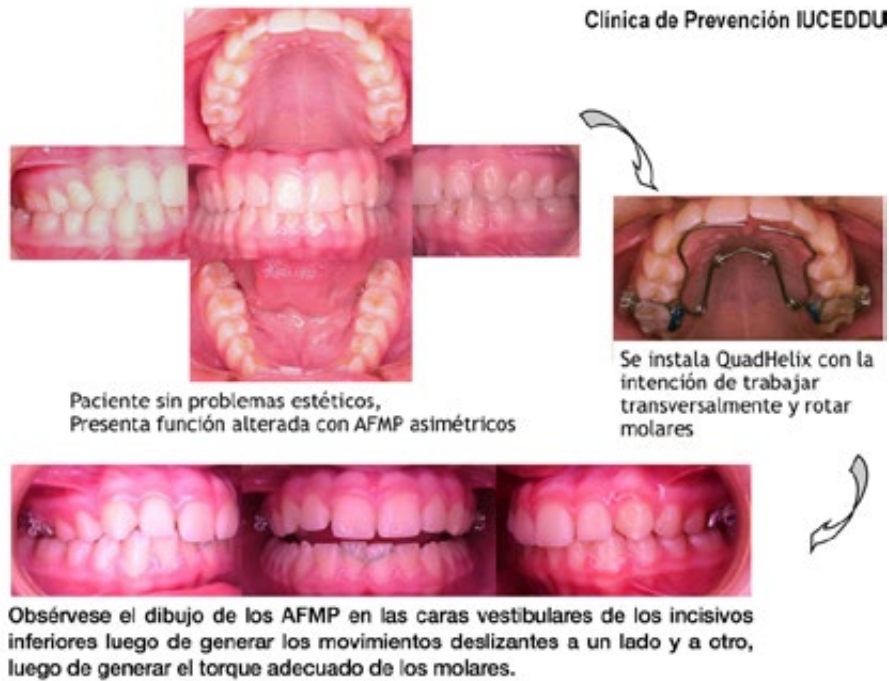 Clínica de Prevención IUCEDDU
Paciente sin problemas estéticos,
Presenta función alterada con AFMP asimétricos
Se instala QuadHelix con la
intención de trabajar
transversalmente y rotar
molares
Obsérvese el dibujo de los AFMP en las caras vestibulares de los incisivos
inferiores luego de generar los movimientos deslizantes a un lado y a otro,
luego de generar el torque adecuado de los molares.